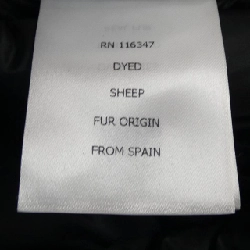 RN 116347
DYED
SHEEP
FUR ORIGIN
FROM SPAIN